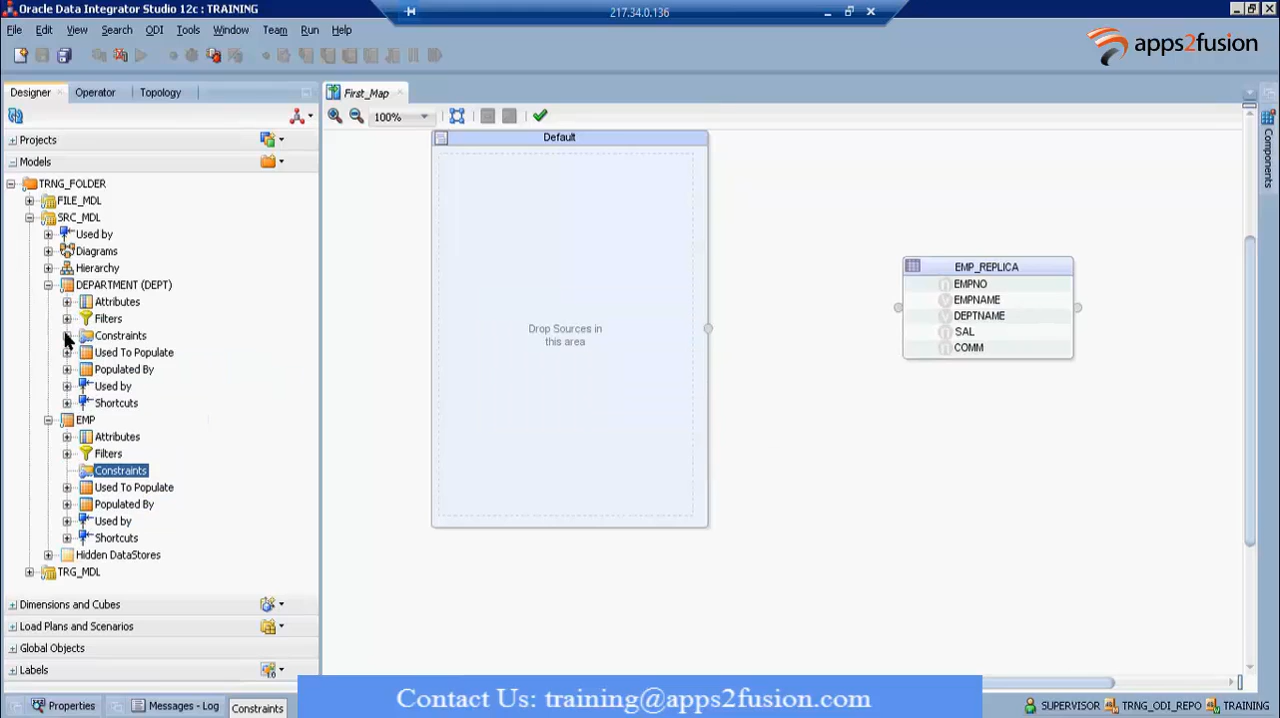 Oracle Data Integrator Studio 12c : TRAINING
217.34.0.136
File Edit View Search ODI Tools Window Team Run Help
apps2fusion
Designer Operator Topology
First_Map
100%
Projects
Models
TRNG_FOLDER
FILE_MDL
SRC_MDL
Used by
Diagrams
Hierarchy
DEPARTMENT (DEPT)
Attributes
Filters
Constraints
Used To Populate
Populated By
Used by
Shortcuts
EMP
Attributes
Filters
Constraints
Used To Populate
Populated By
Used by
Shortcuts
Hidden DataStores
TRG_MDL
Dimensions and Cubes
Load Plans and Scenarios
Global Objects
Labels
Default
Drop Sources in
this area
EMP_REPLICA
EMPNO
EMPNAME
DEPTNAME
SAL
COMM
Components
Properties Messages - Log Constraints
Contact Us: training@apps2fusion.com
SUPERVISOR TRNG_ODI_REPO TRAINING